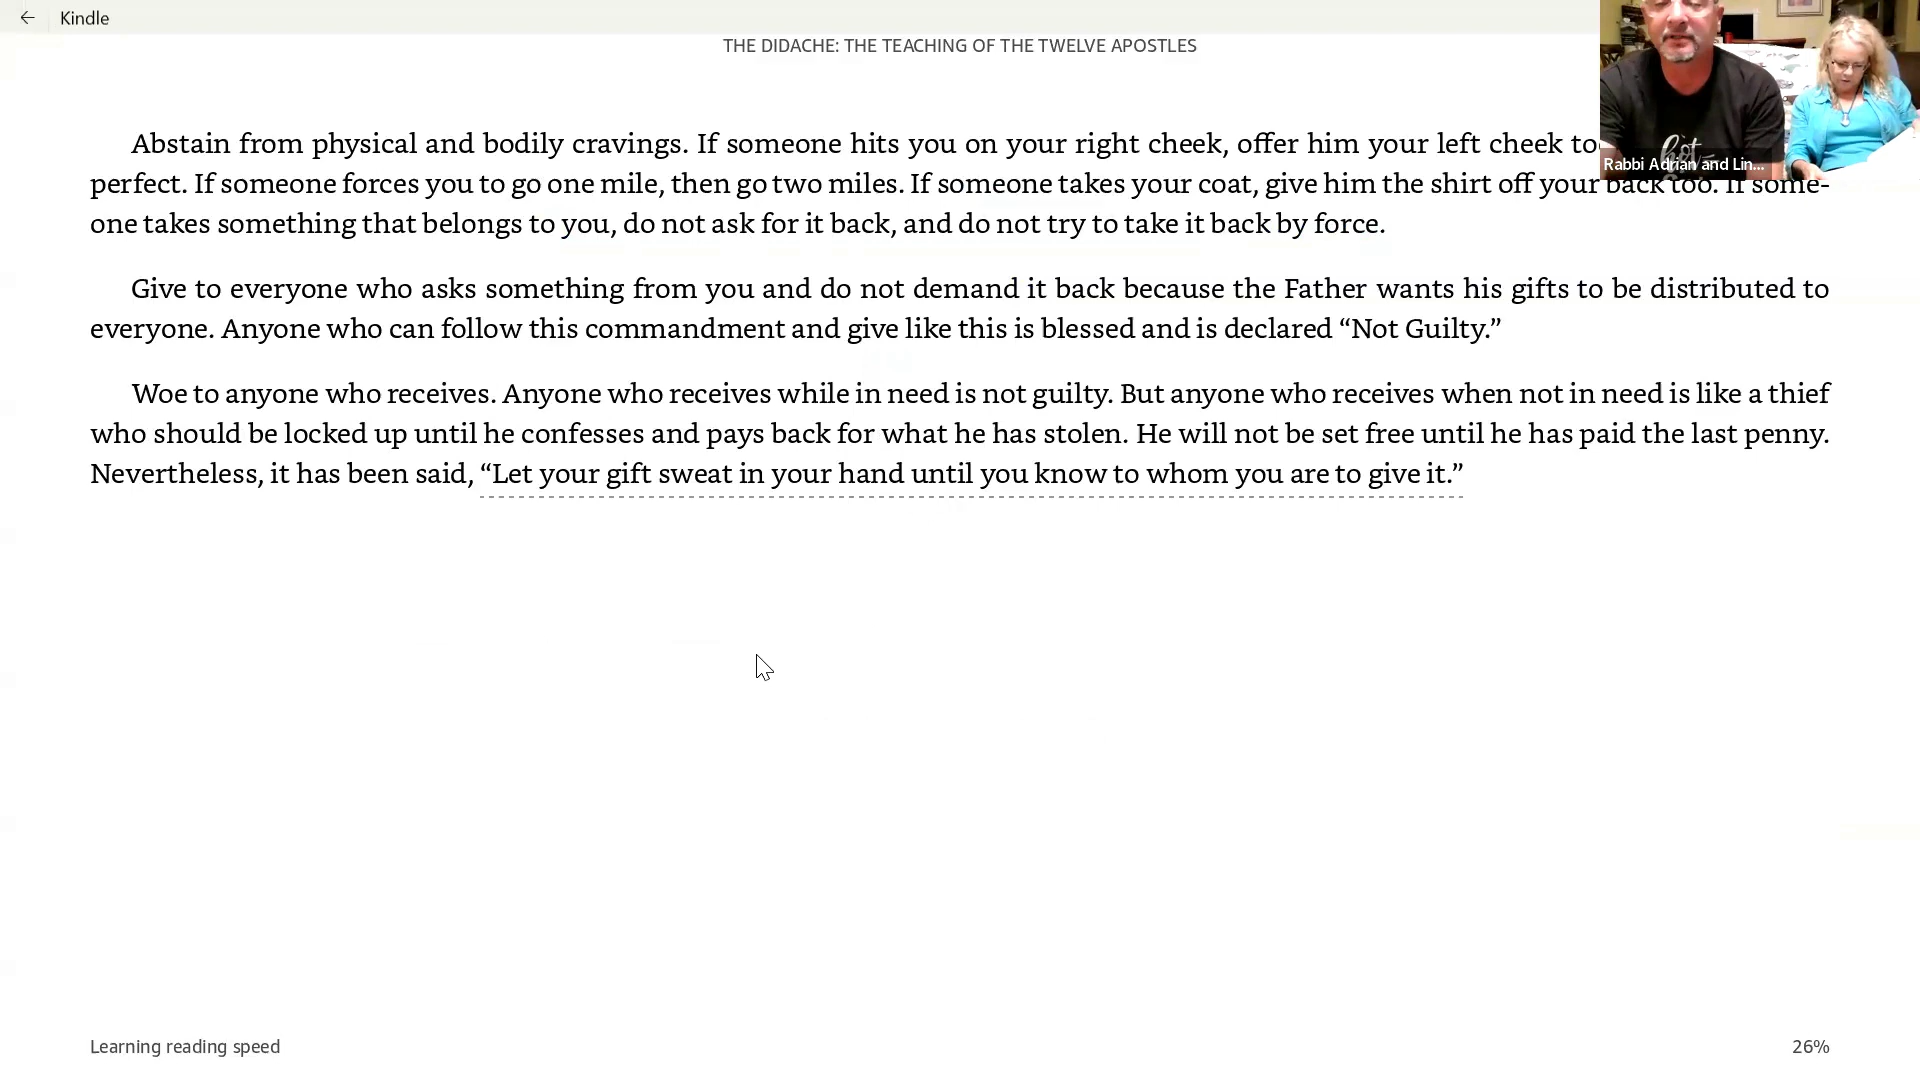 Kindle
THE DIDACHE: THE TEACHING OF THE TWELVE APOSTLES
Abstain from physical and bodily cravings. If someone hits you on your right cheek, offer him your left cheek
perfect. If someone forces you to go one mile, then go two miles. If someone takes your coat, give him the shirt off your back too. If some-
one takes something that belongs to you, do not ask for it back, and do not try to take it back by force.
Give to everyone who asks something from you and do not demand it back because the Father wants his gifts to be distributed to
everyone. Anyone who can follow this commandment and give like this is blessed and is declared “Not Guilty.”
Woe to anyone who receives. Anyone who receives while in need is not guilty. But anyone who receives when not in need is like a thief
who should be locked up until he confesses and pays back for what he has stolen. He will not be set free until he has paid the last penny.
Nevertheless, it has been said, “Let your gift sweat in your hand until you know to whom you are to give it.”
hot
Rabbi Adrian and Lin...
Learning reading speed
26%